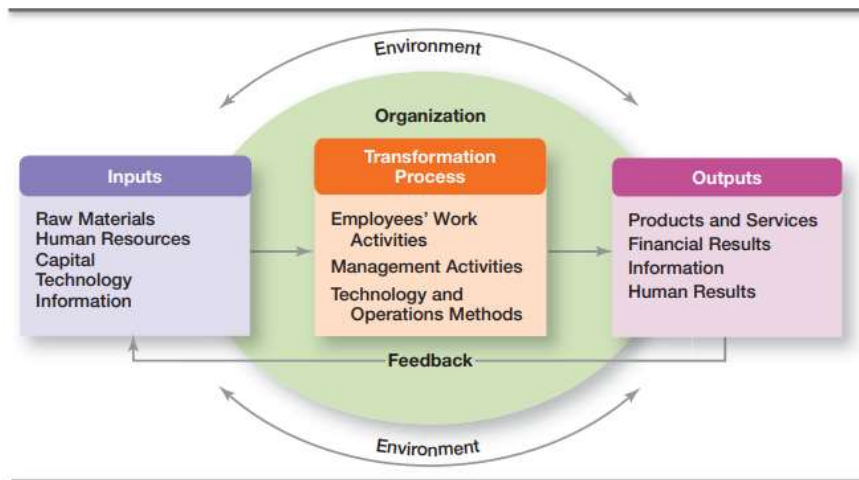 Environment
Organization
Inputs
Raw Materials
Human Resources
Capital
Technology
Information
Transformation
Process
Employees' Work
Activities
Management Activities
Technology and
Operations Methods
Outputs
Products and Services
Financial Results
Information
Human Results
Feedback
Environment